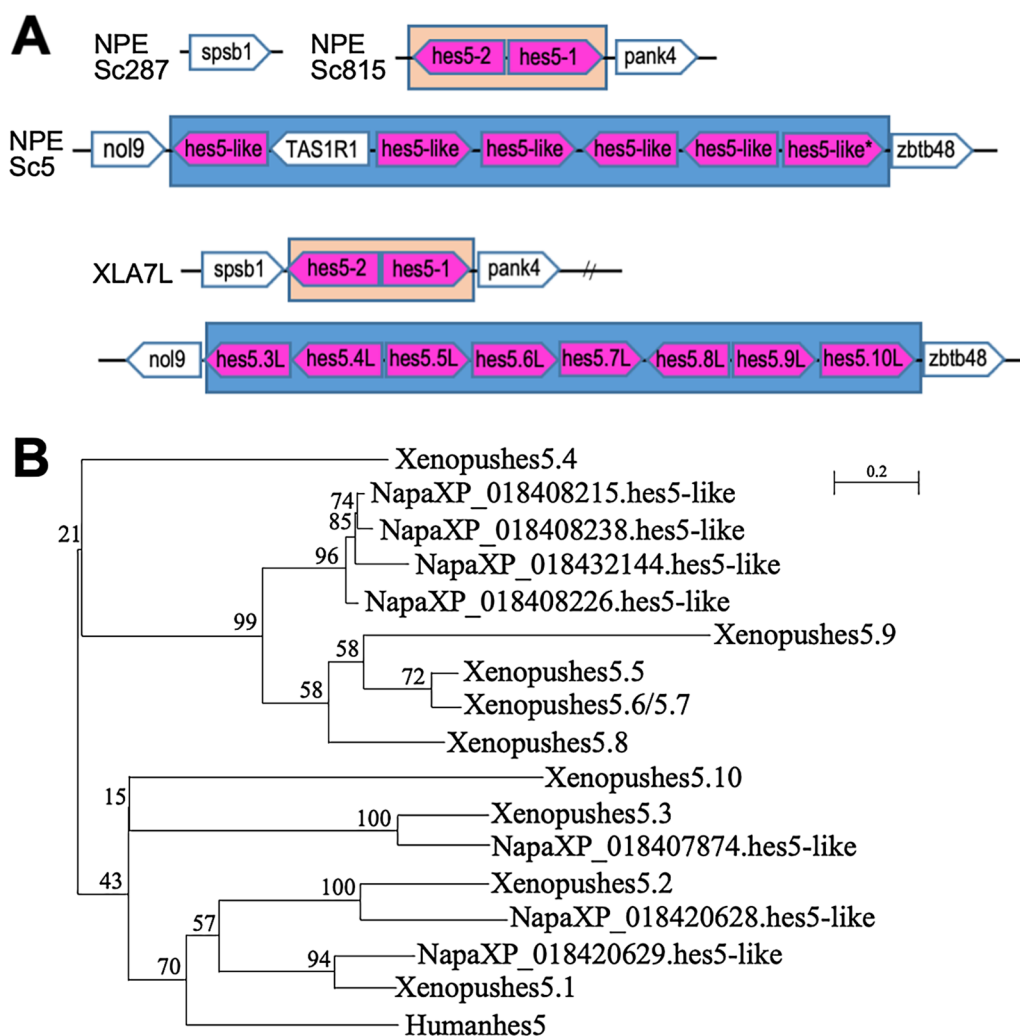 A
NPE Sc287
spsb1
NPE Sc815
hes5-2 hes5-1 pank4
NPE Sc5
nol9 hes5-like TAS1R1 hes5-like hes5-like hes5-like hes5-like hes5-like* zbtb48
XLA7L
spsb1 hes5-2 hes5-1 pank4 //
nol9 hes5.3L hes5.4L hes5.5L hes5.6L hes5.7L hes5.8L hes5.9L hes5.10L zbtb48
B
Xenopushes5.4
0.2
74 NapaXP_018408215.hes5-like
85 NapaXP_018408238.hes5-like
21
96 NapaXP_018432144.hes5-like
NapaXP_018408226.hes5-like
99
58 Xenopushes5.9
72 Xenopushes5.5
58 Xenopushes5.6/5.7
Xenopushes5.8
15 Xenopushes5.10
100 Xenopushes5.3
NapaXP_018407874.hes5-like
43 100 Xenopushes5.2
57 NapaXP_018420628.hes5-like
70 94 NapaXP_018420629.hes5-like
Xenopushes5.1
Humanhes5